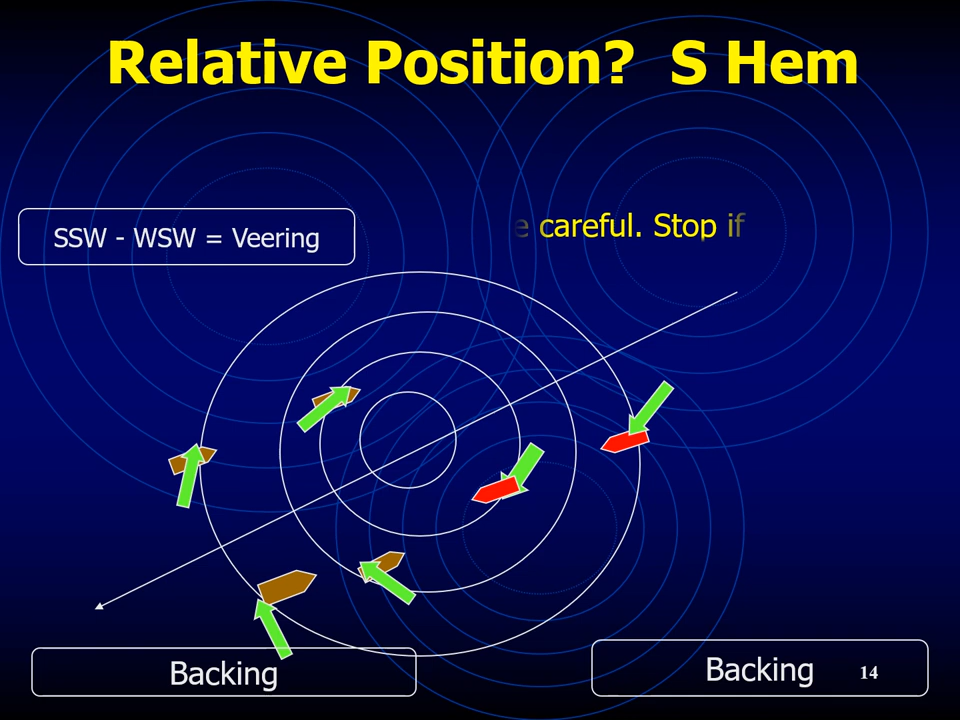 Relative Position? S Hem
e careful. Stop if
SSW - WSW = Veering
Backing
Backing
14